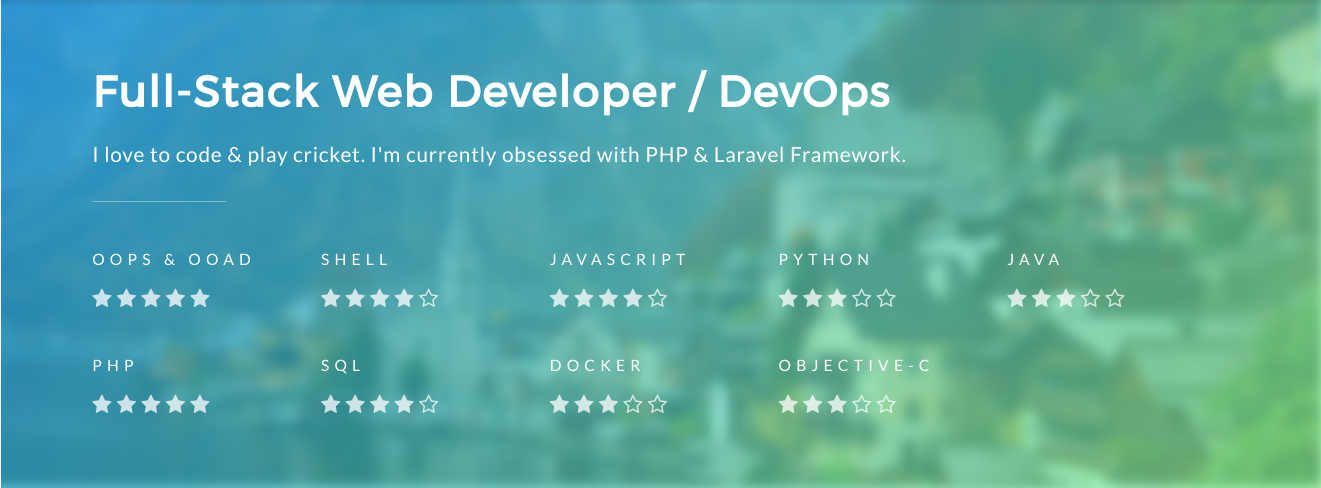 Full-Stack Web Developer / DevOps
I love to code & play cricket. I'm currently obsessed with PHP & Laravel Framework.
OOPS & OOAD SHELL JAVASCRIPT PYTHON JAVA
PHP SQL DOCKER OBJECTIVE-C